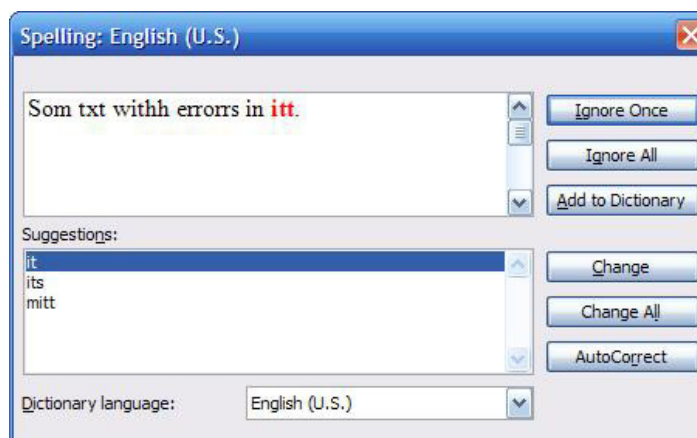 Spelling: English (U.S.)
Som txt withh errorrs in itt.
Ignore Once
Ignore All
Add to Dictionary
Suggestions:
it
its
mitt
Change
Change All
AutoCorrect
Dictionary language:
English (U.S.)